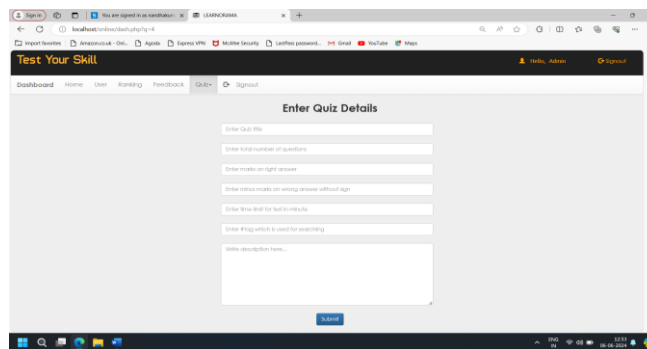 Sign in
You are signed in as nandhakun
LEARNORAMA
localhost/online/dash.php?q=4
Import favorites
Amazon.co.uk - Onli...
Agoda
Express VPN
McAfee Security
LastPass password...
Gmail
YouTube
Maps
Test Your Skill
Hello, Admin
Signout
Dashboard Home User Ranking Feedback Quiz Signout
Enter Quiz Details
Enter Quiz title
Enter total number of questions
Enter marks on right answer
Enter minus marks on wrong answer without sign
Enter time limit for test in minute
Enter #tag which is used for searching
Write description here...
Submit
ENG
IN
12:53
06-06-2024